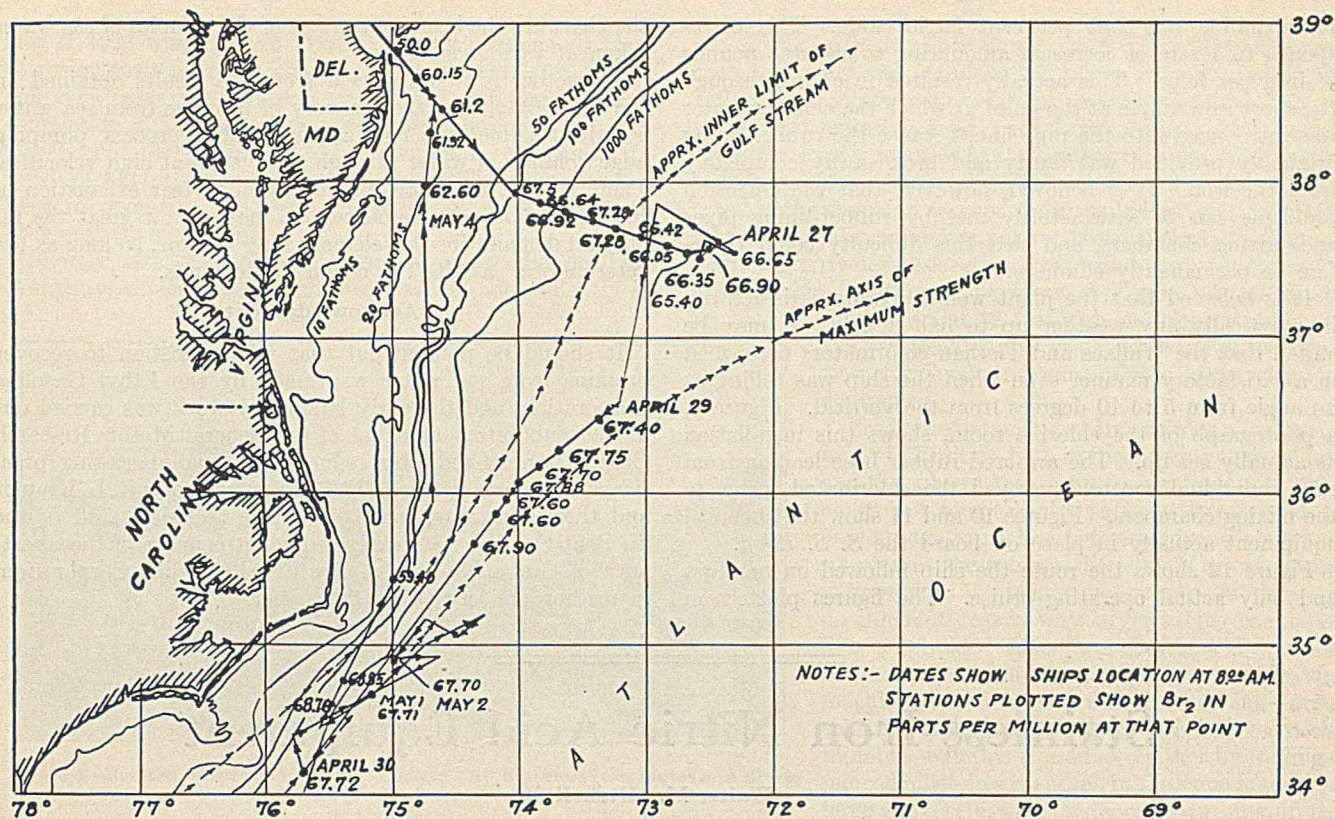 39°
DEL.
50.0
60.15
61.2
MD
61.92
50 FATHOMS
100 FATHOMS
1000 FATHOMS
APPRX. INNER LIMIT OF
GULF STREAM
38°
62.60
67.5
66.64
66.92
67.28
67.28
66.42
66.05
APRIL 27
66.65
66.90
66.35
65.40
MAY 4
VIRGINIA
10 FATHOMS
20 FATHOMS
APPRX. AXIS OF
MAXIMUM STRENGTH
37°
APRIL 29
67.40
67.75
67.70
67.88
67.60
67.60
67.90
36°
NORTH
CAROLINA
ATLANTIC
OCEAN
35°
67.70
MAY 1 MAY 2
67.71
68.78
APRIL 30
67.72
NOTES:- DATES SHOW SHIPS LOCATION AT 8:00 AM.
STATIONS PLOTTED SHOW Br2 IN
PARTS PER MILLION AT THAT POINT
34°
78° 77° 76° 75° 74° 73° 72° 71° 70° 69°